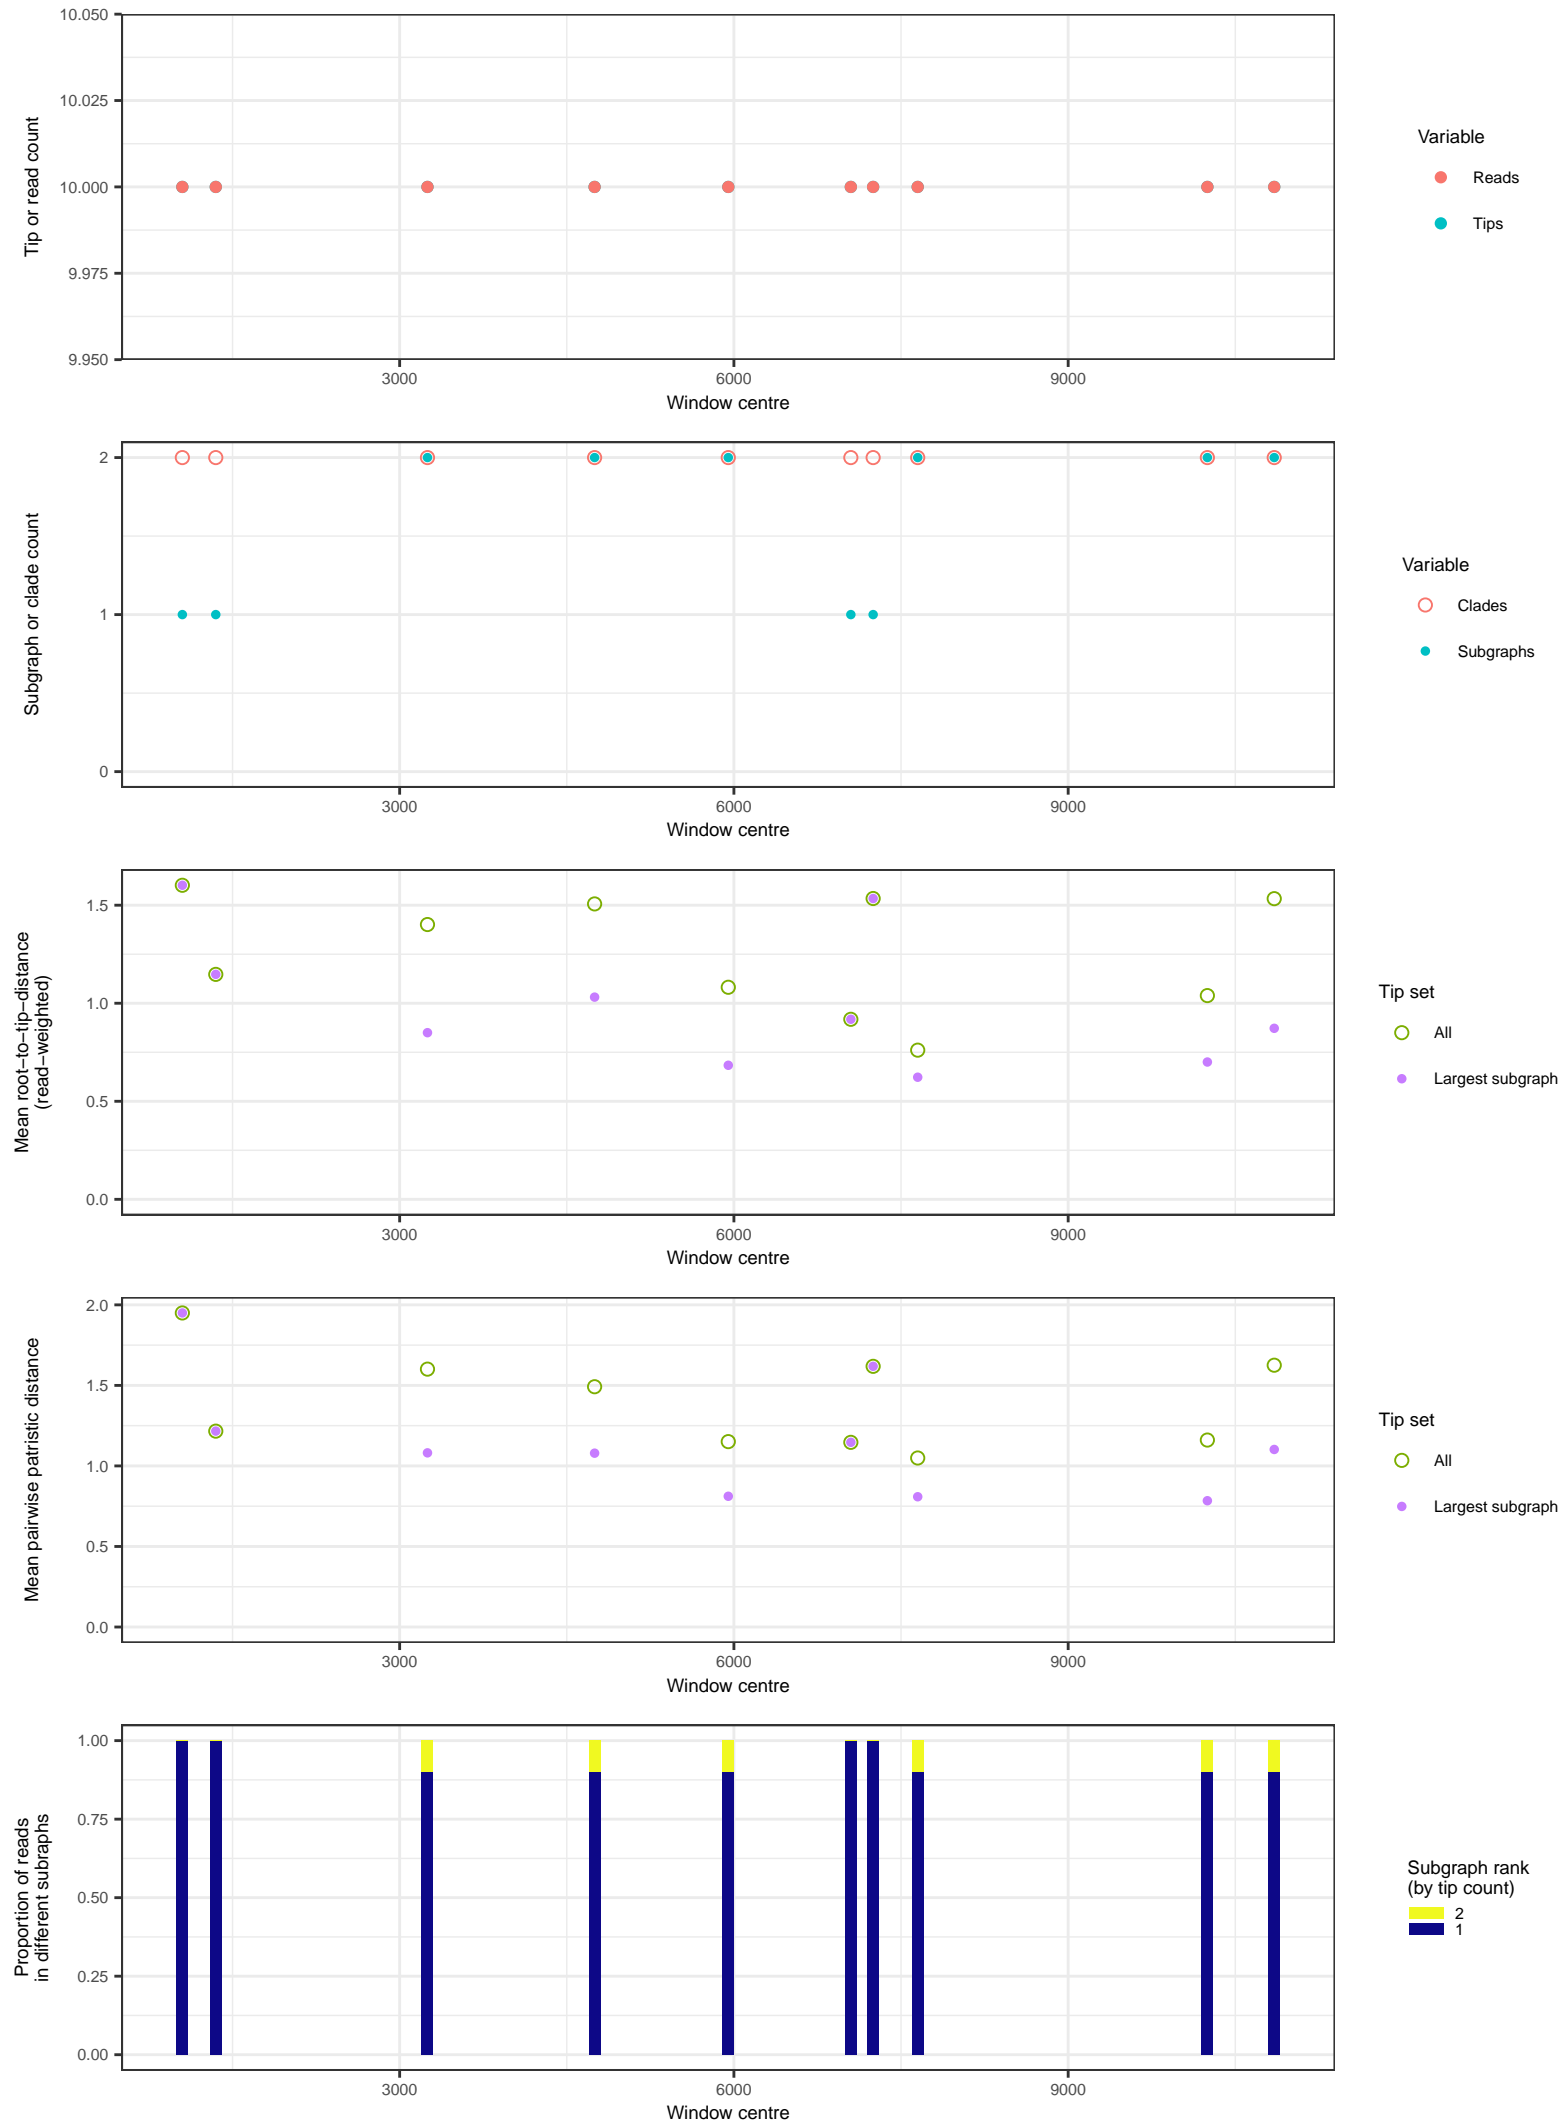 10.050
10.025
10.000
9.975
9.950
Tip or read count
3000
6000
9000
Window centre
Variable
Reads
Tips
2
1
0
Subgraph or clade count
3000
6000
9000
Window centre
Variable
Clades
Subgraphs
1.5
1.0
0.5
0.0
Mean root−to−tip−distance
(read−weighted)
3000
6000
9000
Window centre
Tip set
All
Largest subgraph
2.0
1.5
1.0
0.5
0.0
Mean pairwise patristic distance
3000
6000
9000
Window centre
Tip set
All
Largest subgraph
1.00
0.75
0.50
0.25
0.00
Proportion of reads
in different subraphs
3000
6000
9000
Window centre
Subgraph rank
(by tip count)
2
1